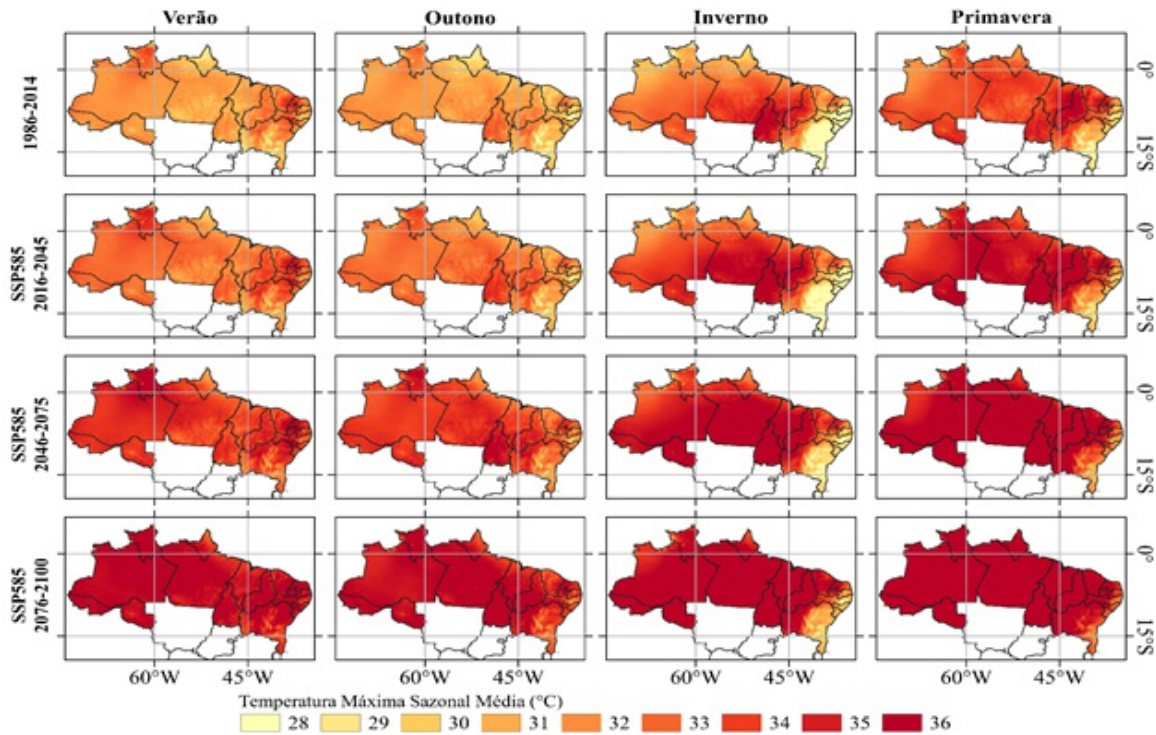 Verão Outono Inverno Primavera
1986-2014
0°
15°S
SSP585
2016-2045
0°
15°S
SSP585
2046-2075
0°
15°S
SSP585
2076-2100
0°
15°S
60°W 45°W 60°W 45°W 60°W 45°W 60°W 45°W
Temperatura Máxima Sazonal Média (°C)
28 29 30 31 32 33 34 35 36